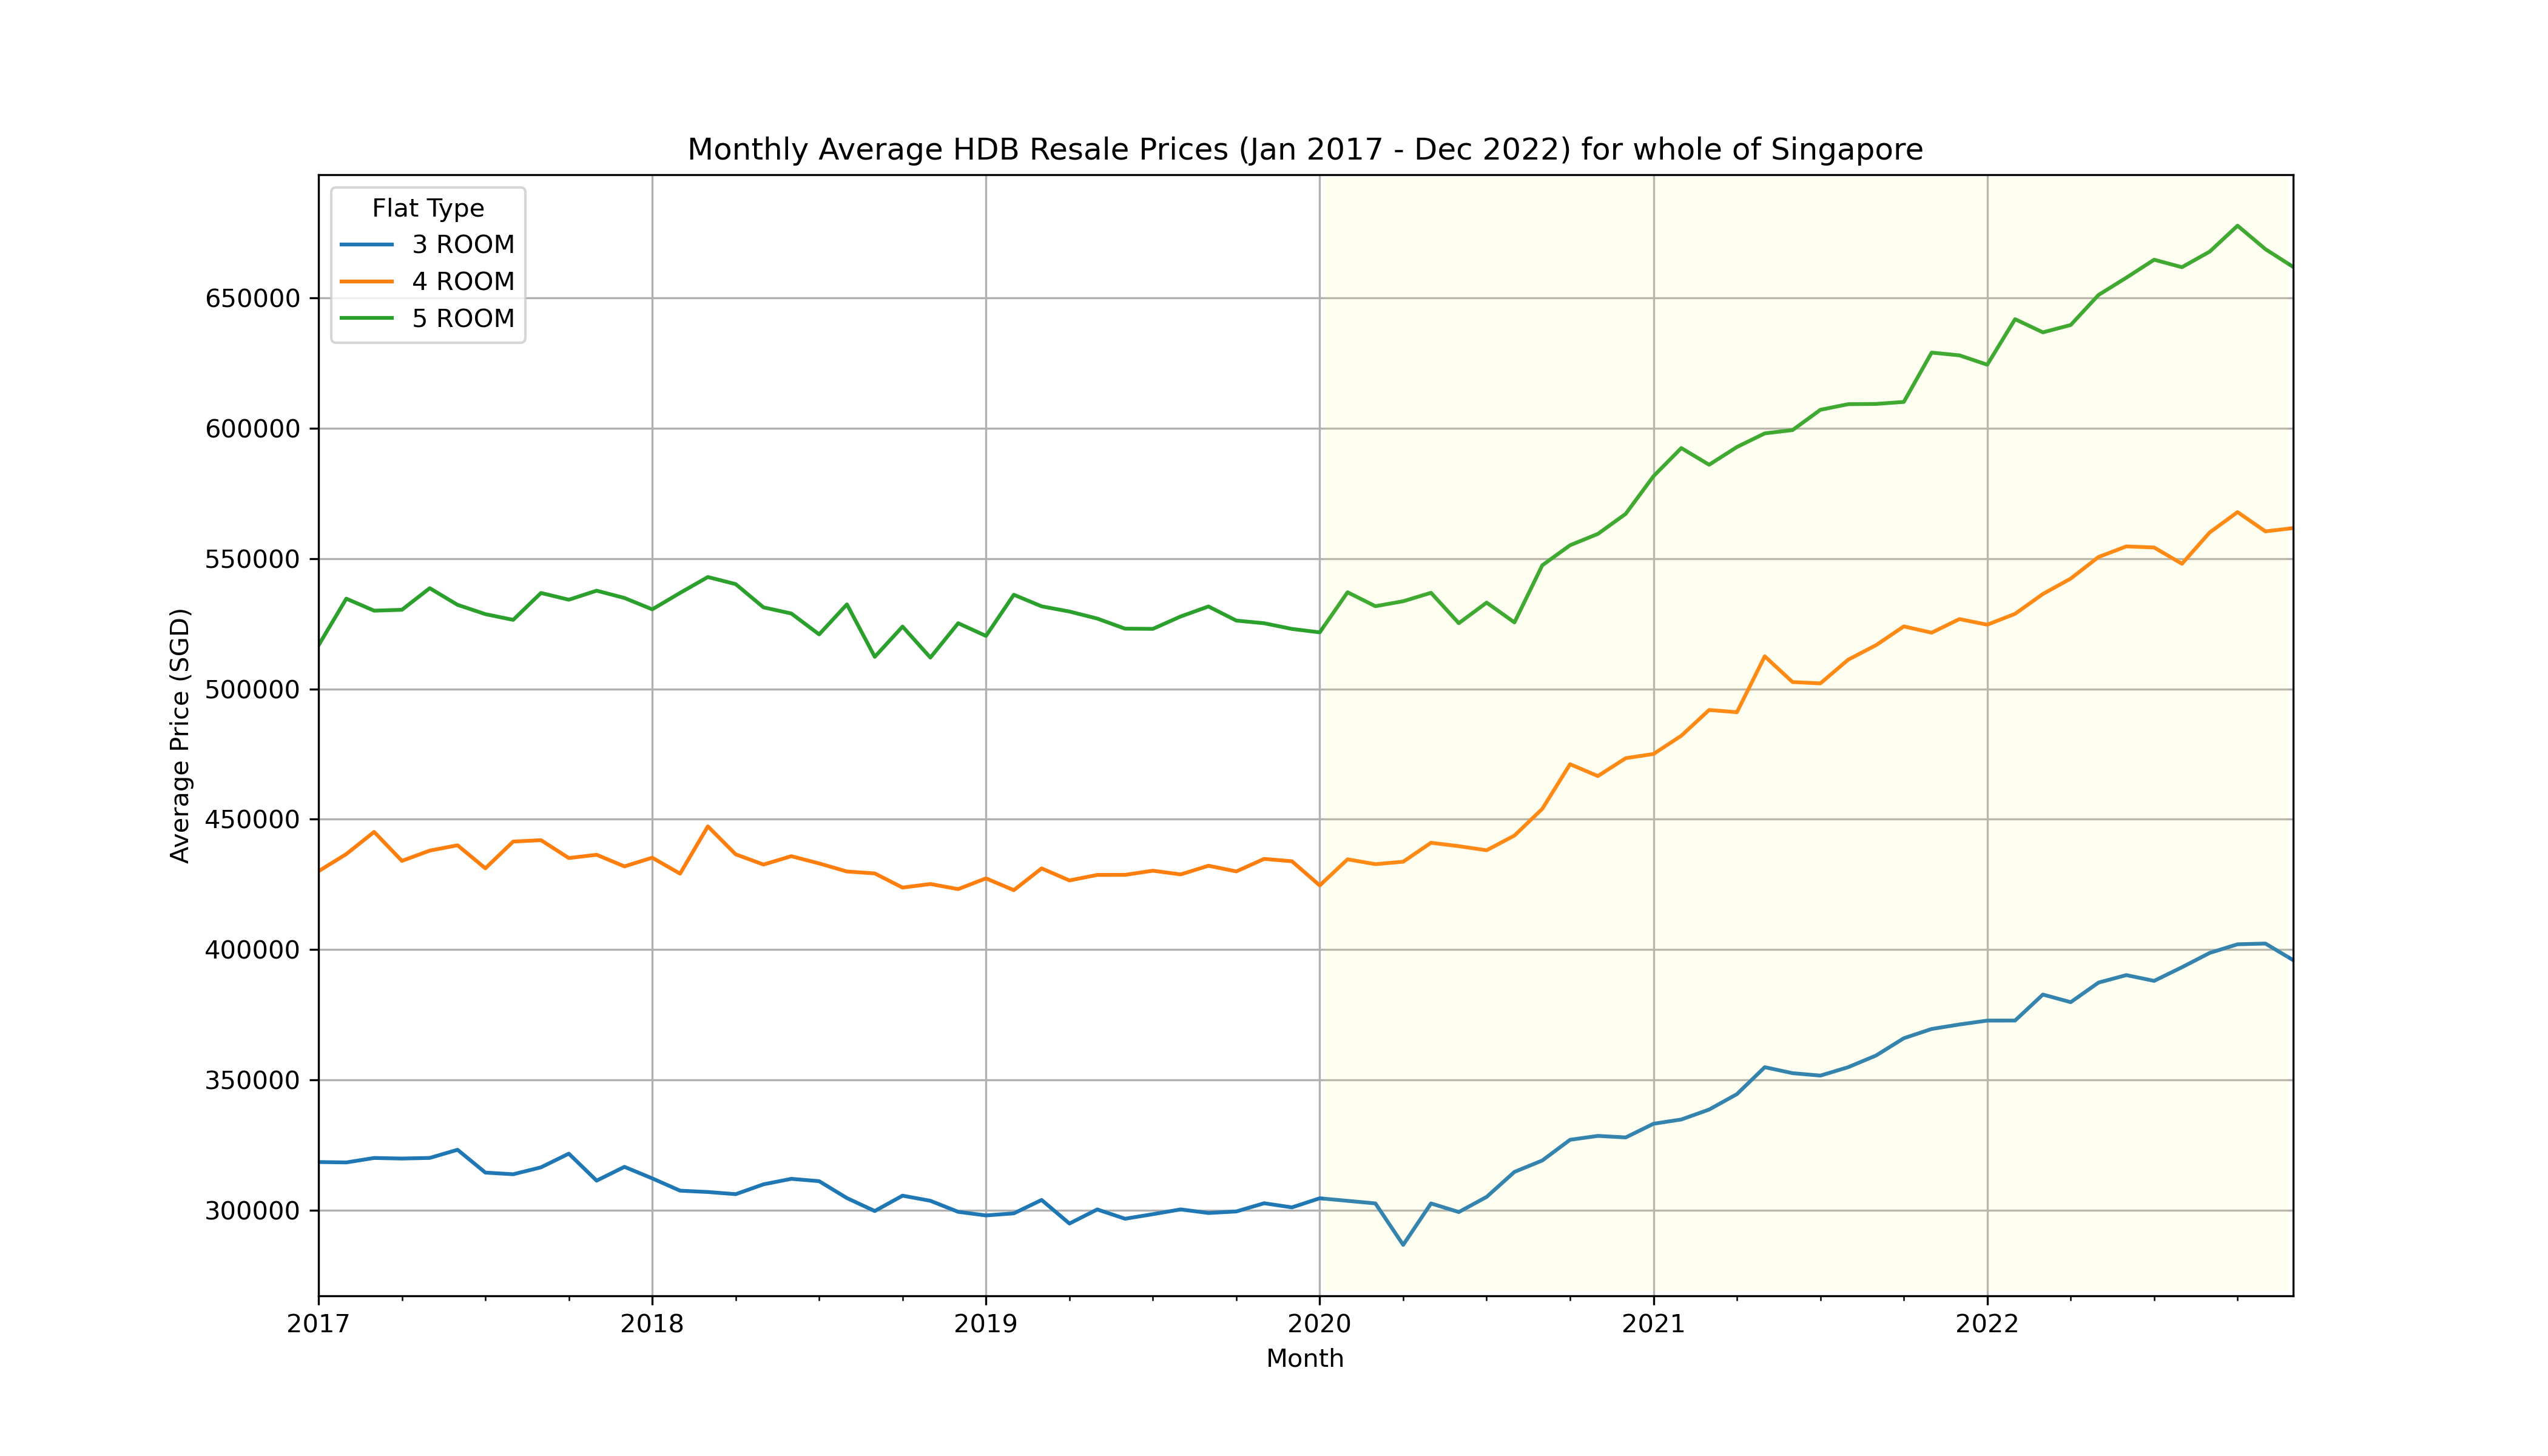 Monthly Average HDB Resale Prices (Jan 2017 - Dec 2022) for whole of Singapore
Flat Type
3 ROOM
4 ROOM
5 ROOM
Average Price (SGD)
650000
600000
550000
500000
450000
400000
350000
300000
2017 2018 2019 2020 2021 2022
Month